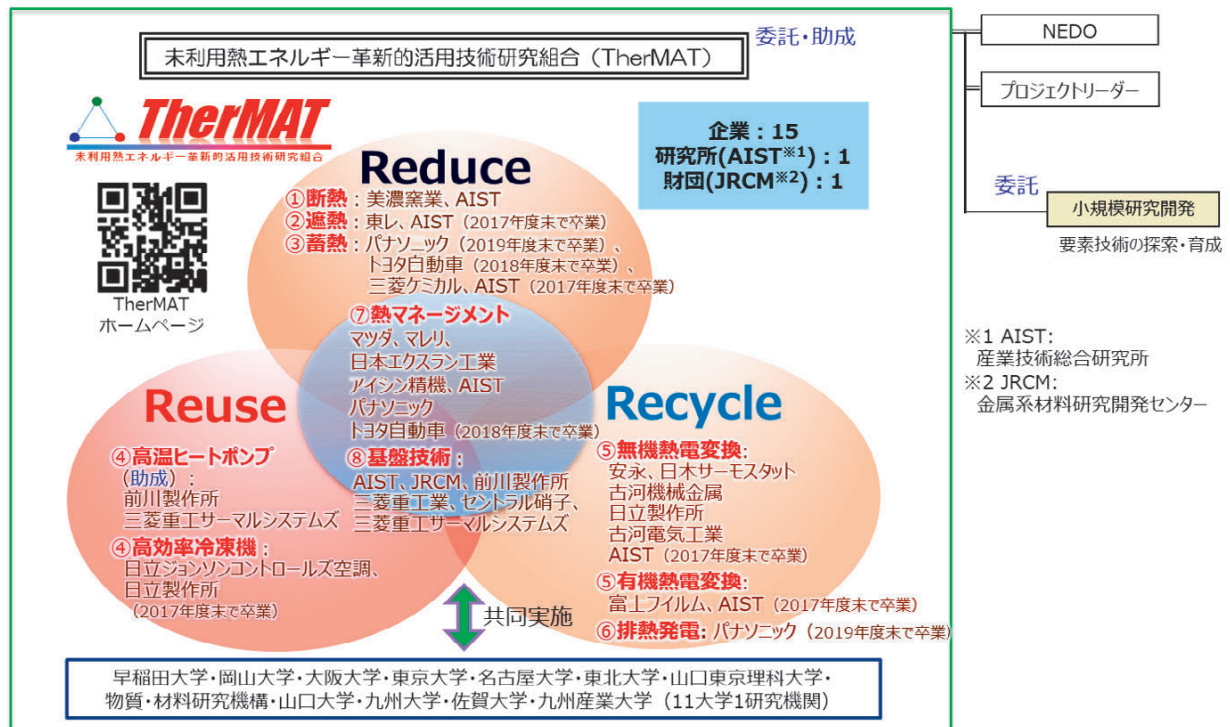 未利用熱エネルギー革新的活用技術研究組合（TherMAT）
委託・助成
NEDO
プロジェクトリーダー
委託
小規模研究開発
要素技術の探索・育成
TherMAT
未利用熱エネルギー革新的活用技術研究組合
TherMAT
ホームページ
企業：15
研究所(AIST※1)：1
財団(JRCM※2)：1
Reduce
①断熱：美濃窯業、AIST
②遮熱：東レ、AIST（2017年度末で卒業）
③蓄熱：パナソニック（2019年度末で卒業）、
トヨタ自動車（2018年度末で卒業）、
三菱ケミカル、AIST（2017年度末で卒業）
⑦熱マネージメント
マツダ、マレリ、
日本エクスラン工業
アイシン精機、AIST
パナソニック
トヨタ自動車（2018年度末で卒業）
⑧基盤技術：
AIST、JRCM、前川製作所
三菱重工業、セントラル硝子、
三菱重工サーマルシステムズ
Reuse
④高温ヒートポンプ
（助成）：
前川製作所
三菱重工サーマルシステムズ
④高効率冷凍機：
日立ジョンソンコントロールズ空調、
日立製作所
（2017年度末で卒業）
Recycle
⑤無機熱電変換:
安永、日本サーモスタット
古河機械金属
日立製作所
古河電気工業
AIST（2017年度末で卒業）
⑤有機熱電変換:
富士フイルム、AIST（2017年度末で卒業）
⑥排熱発電: パナソニック（2019年度末で卒業）
共同実施
早稲田大学・岡山大学・大阪大学・東京大学・名古屋大学・東北大学・山口東京理科大学・
物質・材料研究機構・山口大学・九州大学・佐賀大学・九州産業大学（11大学1研究機関）
※1 AIST:
産業技術総合研究所
※2 JRCM:
金属系材料研究開発センター